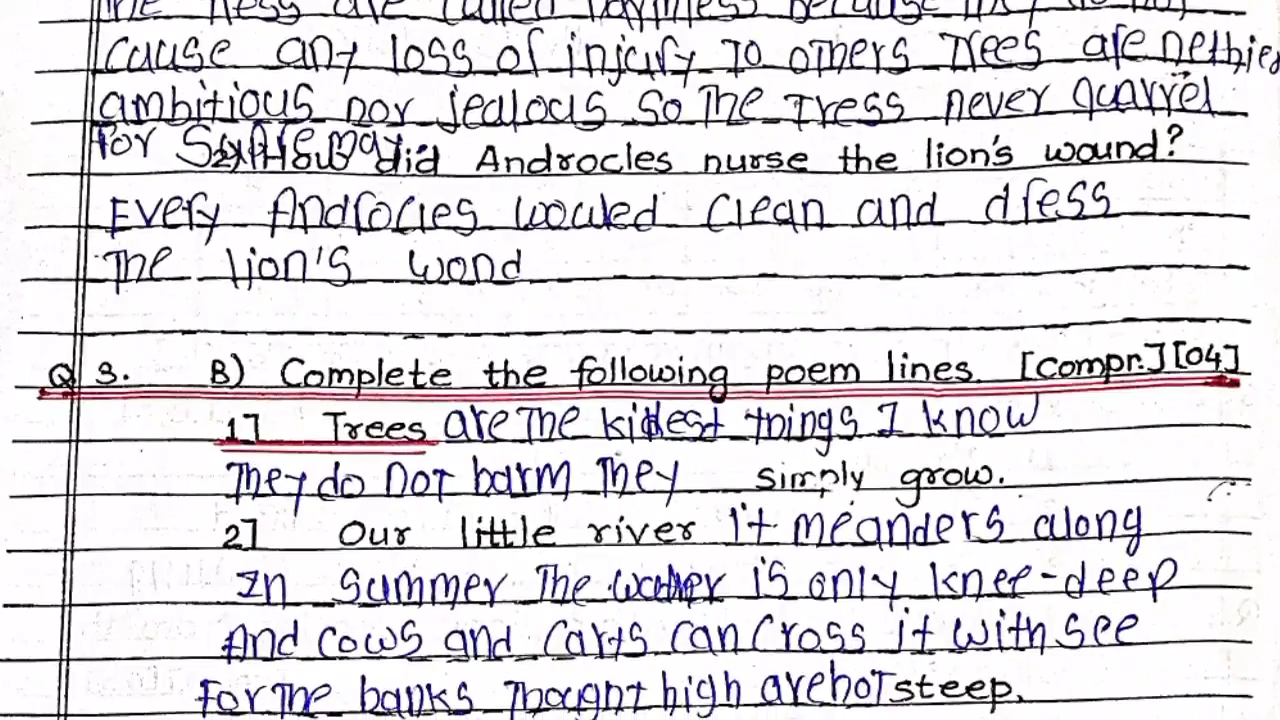 cause any loss of injury to others Trees are nethier
ambitious nor jealous so the Tress never quarrel
for
2) How did Androcles nurse the lion's wound?
Every Androcles wouled clean and dress
The lion's wond
Q 3. B) Complete the following poem lines. [Compr.] [04]
1] Trees are the kidest things I know
They do not harm They simply grow.
2] Our little river it meanders along
In summer The water is only knee-deep
And cows and carts can cross it with see
for The banks Thought high are not steep.